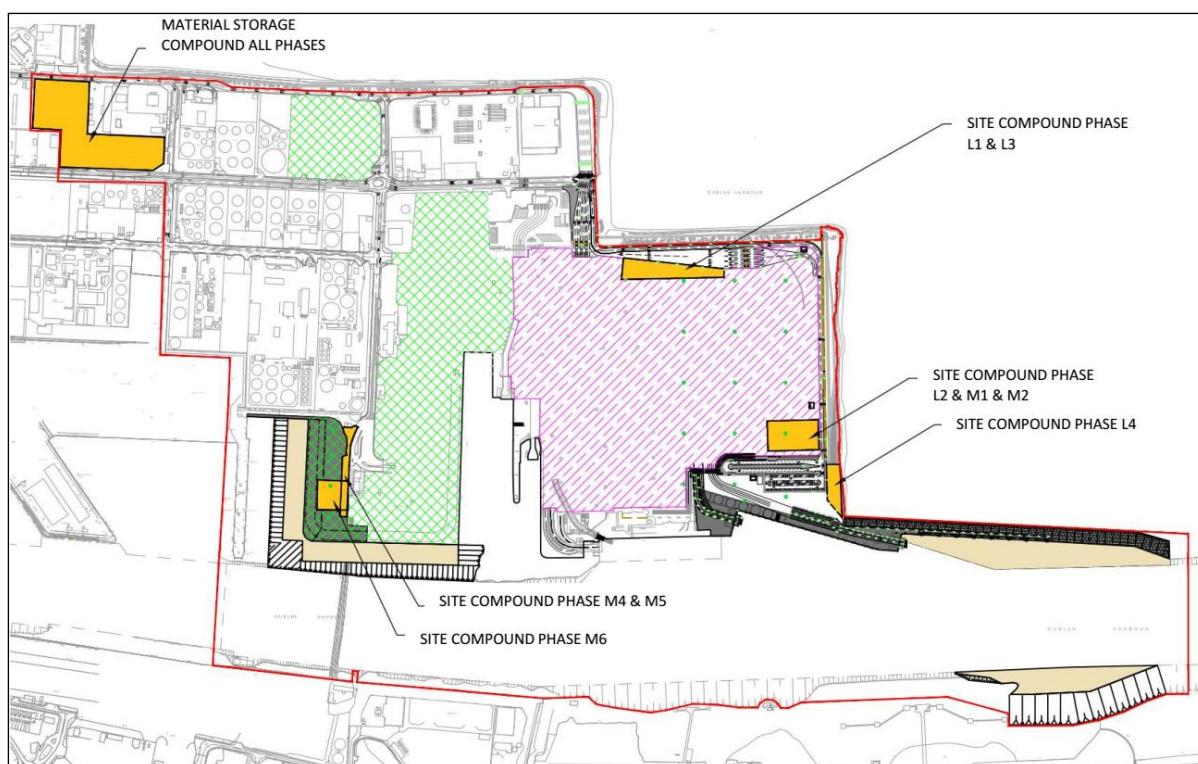 MATERIAL STORAGE
COMPOUND ALL PHASES
SITE COMPOUND PHASE
L1 & L3
DUBLIN HARBOUR
SITE COMPOUND PHASE
L2 & M1 & M2
SITE COMPOUND PHASE L4
SITE COMPOUND PHASE M4 & M5
DUBLIN HARBOUR
SITE COMPOUND PHASE M6
DUBLIN HARBOUR